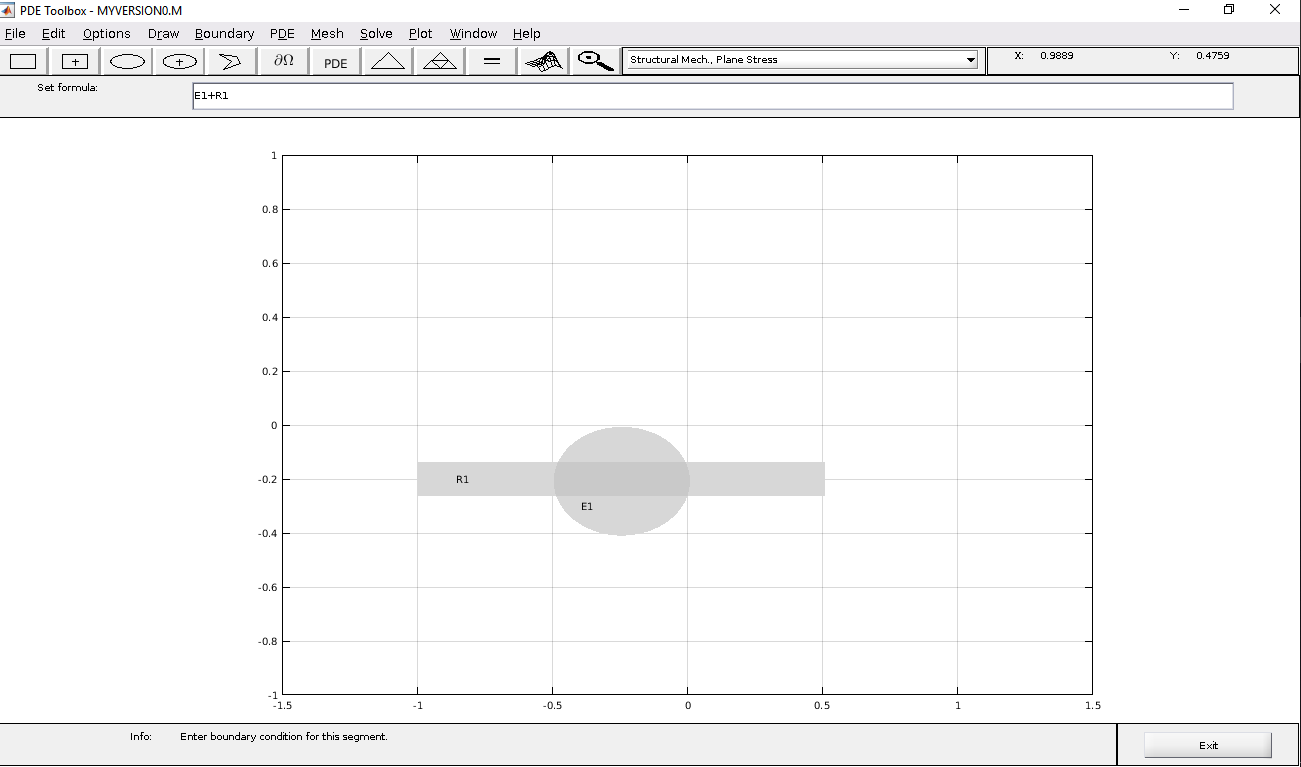 PDE Toolbox - MYVERSION0.M
File Edit Options Draw Boundary PDE Mesh Solve Plot Window Help
∂Ω PDE = Structural Mech., Plane Stress X: 0.9889 Y: 0.4759
Set formula: E1+R1
1
0.8
0.6
0.4
0.2
0
-0.2
-0.4
-0.6
-0.8
-1
R1
E1
-1.5 -1 -0.5 0 0.5 1 1.5
Info: Enter boundary condition for this segment. Exit